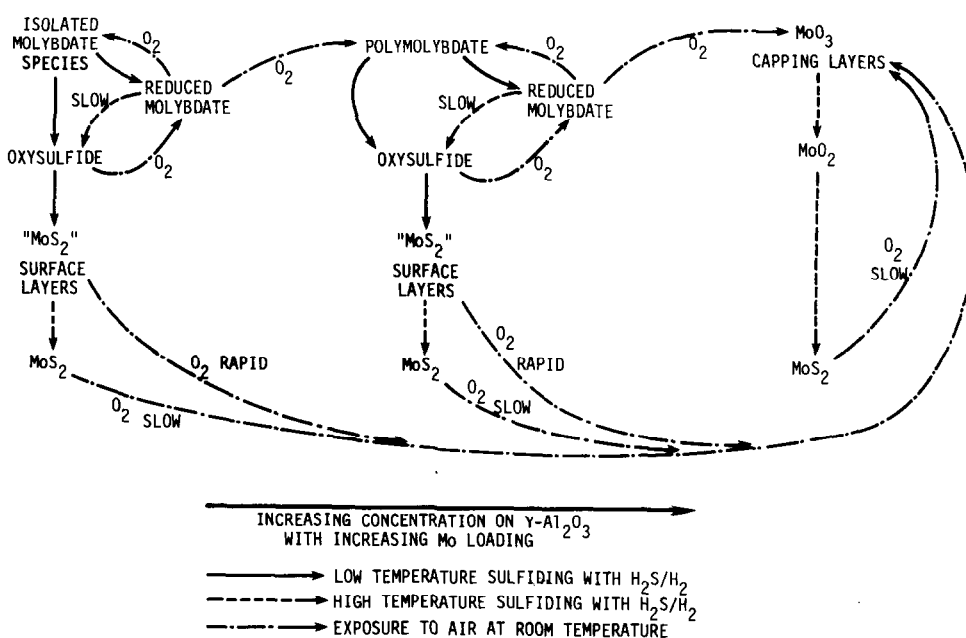 ISOLATED
MOLYBDATE
SPECIES
O2
REDUCED
MOLYBDATE
SLOW
OXYSULFIDE
O2
"MoS2"
SURFACE
LAYERS
MoS2
O2 RAPID
O2 SLOW
O2
POLYMOLYBDATE
O2
REDUCED
MOLYBDATE
SLOW
OXYSULFIDE
O2
"MoS2"
SURFACE
LAYERS
MoS2
O2
RAPID
O2 SLOW
O2
MoO3
CAPPING LAYERS
MoO2
O2
SLOW
MoS2
INCREASING CONCENTRATION ON Y-Al2O3
WITH INCREASING Mo LOADING
LOW TEMPERATURE SULFIDING WITH H2S/H2
HIGH TEMPERATURE SULFIDING WITH H2S/H2
EXPOSURE TO AIR AT ROOM TEMPERATURE